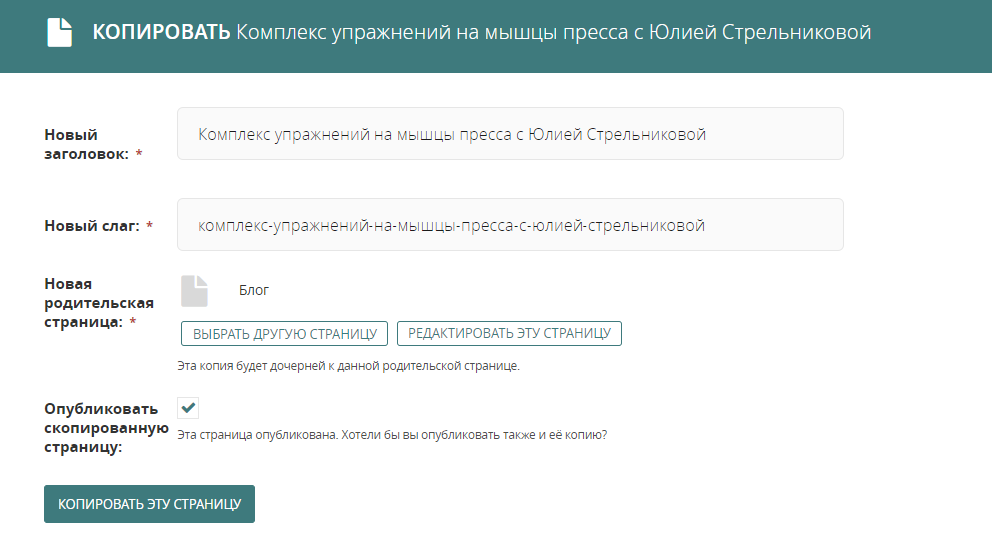 КОПИРОВАТЬ Комплекс упражнений на мышцы пресса с Юлией Стрельниковой
Новый
заголовок: *
Комплекс упражнений на мышцы пресса с Юлией Стрельниковой
Новый слаг: *
комплекс-упражнений-на-мышцы-пресса-с-юлией-стрельниковой
Новая
родительская
страница: *
Блог
ВЫБРАТЬ ДРУГУЮ СТРАНИЦУ РЕДАКТИРОВАТЬ ЭТУ СТРАНИЦУ
Эта копия будет дочерней к данной родительской странице.
Опубликовать
скопированную
страницу:
Эта страница опубликована. Хотели бы вы опубликовать также и её копию?
КОПИРОВАТЬ ЭТУ СТРАНИЦУ